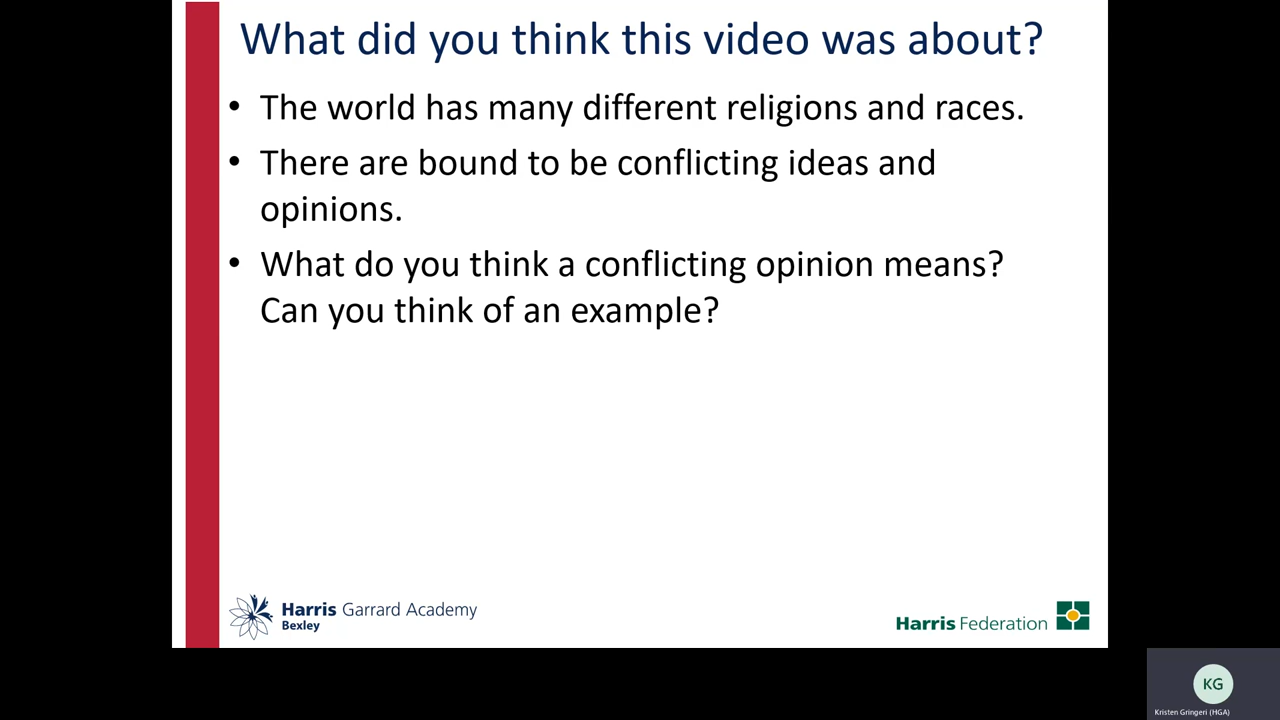 What did you think this video was about?
• The world has many different religions and races.
• There are bound to be conflicting ideas and
opinions.
• What do you think a conflicting opinion means?
Can you think of an example?
Harris Garrard Academy
Bexley
Harris Federation
KG
Kristen Gringeri (HGA)